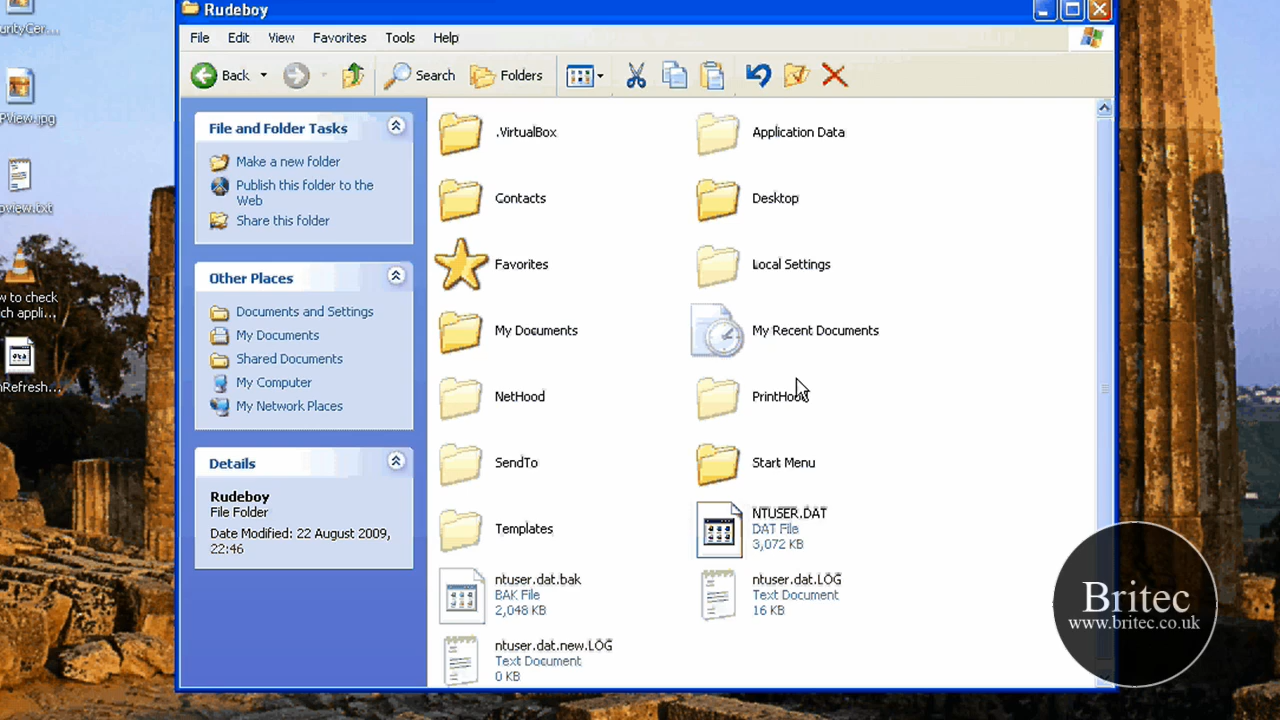 Rudeboy
File Edit View Favorites Tools Help
Back Search Folders
File and Folder Tasks
Make a new folder
Publish this folder to the
Web
Share this folder
Other Places
Documents and Settings
My Documents
Shared Documents
My Computer
My Network Places
Details
Rudeboy
File Folder
Date Modified: 22 August 2009,
22:46
.VirtualBox
Application Data
Contacts
Desktop
Favorites
Local Settings
My Documents
My Recent Documents
NetHood
PrintHood
SendTo
Start Menu
Templates
NTUSER.DAT
DAT File
3,072 KB
ntuser.dat.bak
BAK File
2,048 KB
ntuser.dat.LOG
Text Document
16 KB
ntuser.dat.new.LOG
Text Document
0 KB
w to check
ch appli...
Britec
www.britec.co.uk